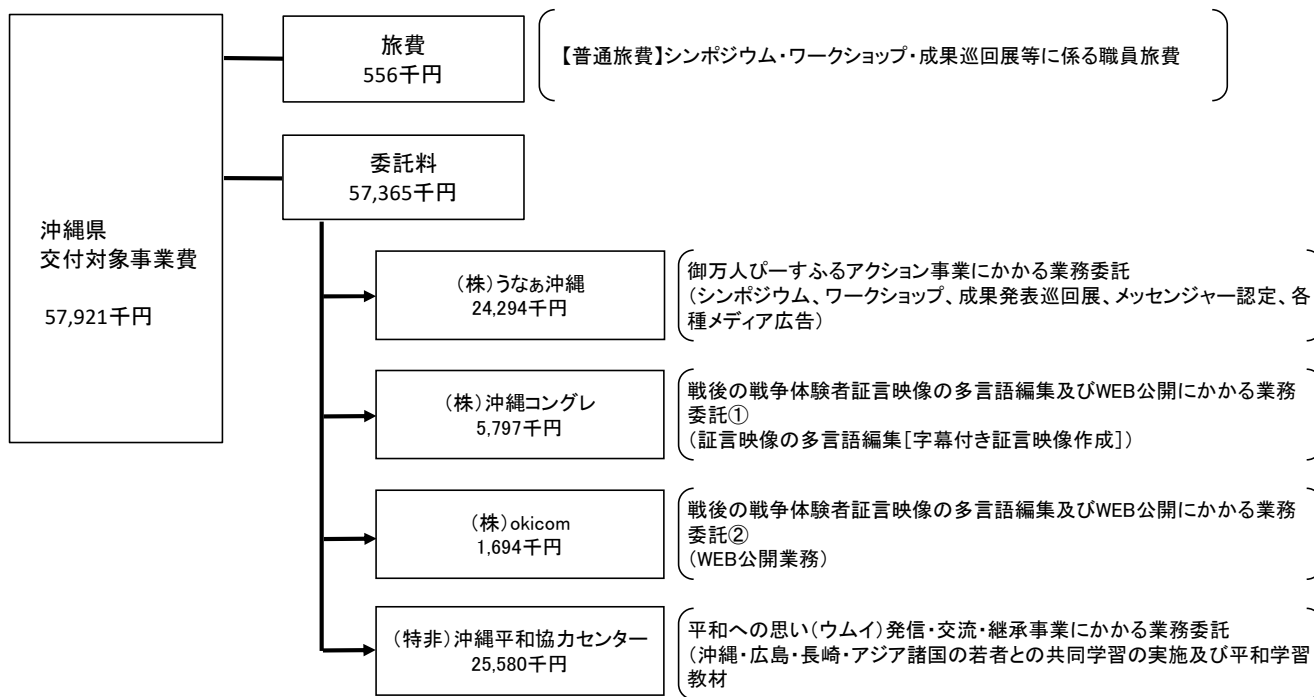 沖縄県
交付対象事業費
57,921千円
旅費
556千円
【普通旅費】シンポジウム・ワークショップ・成果巡回展等に係る職員旅費
委託料
57,365千円
(株)うなぁ沖縄
24,294千円
御万人ぴーすふるアクション事業にかかる業務委託
(シンポジウム、ワークショップ、成果発表巡回展、メッセンジャー認定、各
種メディア広告)
(株)沖縄コングレ
5,797千円
戦後の戦争体験者証言映像の多言語編集及びWEB公開にかかる業務
委託①
(証言映像の多言語編集[字幕付き証言映像作成])
(株)okicom
1,694千円
戦後の戦争体験者証言映像の多言語編集及びWEB公開にかかる業務
委託②
(WEB公開業務)
(特非)沖縄平和協力センター
25,580千円
平和への思い(ウムイ)発信・交流・継承事業にかかる業務委託
(沖縄・広島・長崎・アジア諸国の若者との共同学習の実施及び平和学習
教材